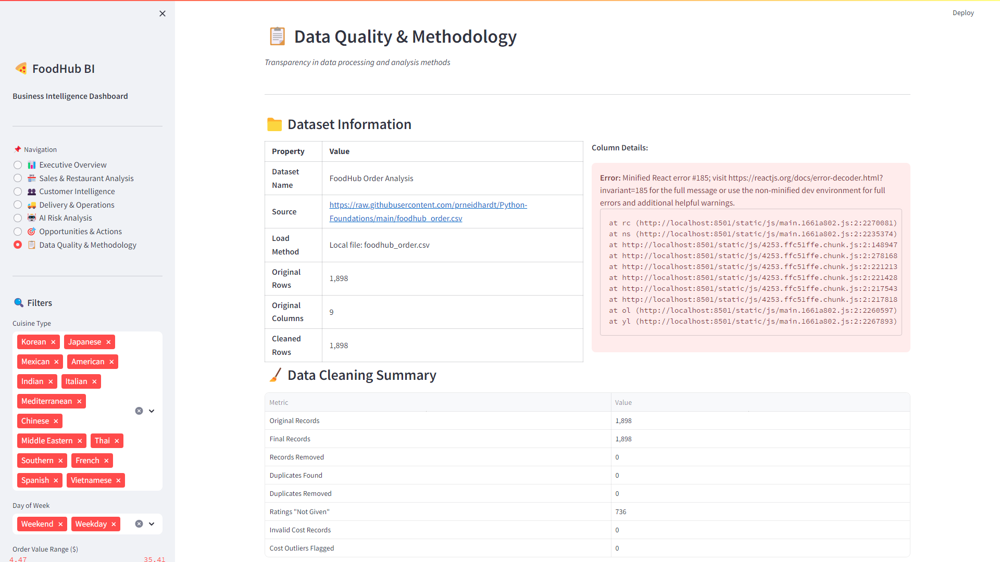 Deploy
FoodHub BI
Business Intelligence Dashboard
Navigation
Executive Overview
Sales & Restaurant Analysis
Customer Intelligence
Delivery & Operations
AI Risk Analysis
Opportunities & Actions
Data Quality & Methodology
Filters
Cuisine Type
Korean
Japanese
Mexican
American
Indian
Italian
Mediterranean
Chinese
Middle Eastern
Thai
Southern
French
Spanish
Vietnamese
Day of Week
Weekend
Weekday
Order Value Range ($)
4.47
35.41
Data Quality & Methodology
Transparency in data processing and analysis methods
Dataset Information
Property Value
Dataset
Name
FoodHub Order Analysis
Source
https://raw.githubusercontent.com/prneidhardt/Python-
Foundations/main/foodhub_order.csv
Load
Method
Local file: foodhub_order.csv
Original
Rows
1,898
Original
Columns
9
Cleaned
Rows
1,898
Column Details:
Error: Minified React error #185; visit https://reactjs.org/docs/error-decoder.html?
invariant=185 for the full message or use the non-minified dev environment for full
errors and additional helpful warnings.
at rc (http://localhost:8501/static/js/main.1661a802.js:2:2270081)
at ns (http://localhost:8501/static/js/main.1661a802.js:2:2235374)
at http://localhost:8501/static/js/4253.ffc51ffe.chunk.js:2:148947
at http://localhost:8501/static/js/4253.ffc51ffe.chunk.js:2:278168
at http://localhost:8501/static/js/4253.ffc51ffe.chunk.js:2:221213
at http://localhost:8501/static/js/4253.ffc51ffe.chunk.js:2:221428
at http://localhost:8501/static/js/4253.ffc51ffe.chunk.js:2:217543
at http://localhost:8501/static/js/4253.ffc51ffe.chunk.js:2:217818
at ol (http://localhost:8501/static/js/main.1661a802.js:2:2260597)
at yl (http://localhost:8501/static/js/main.1661a802.js:2:2267893)
Data Cleaning Summary
Metric Value
Original Records 1,898
Final Records 1,898
Records Removed 0
Duplicates Found 0
Duplicates Removed 0
Ratings "Not Given" 736
Invalid Cost Records 0
Cost Outliers Flagged 0